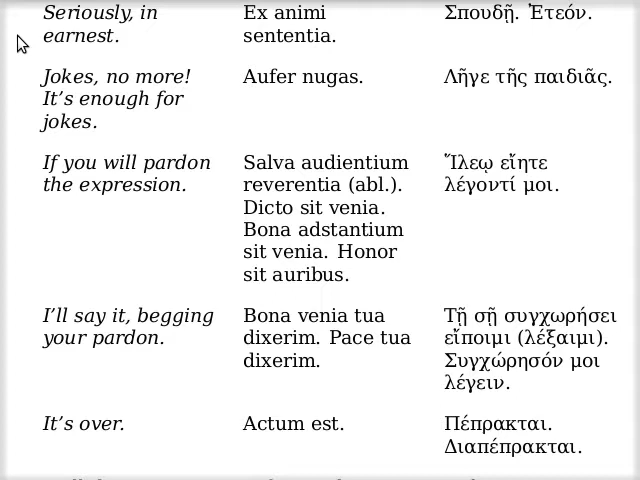 Seriously, in
earnest.
Ex animi
sententia.
Σπουδῇ. Ἐτεόν.
Jokes, no more!
It’s enough for
jokes.
Aufer nugas.
Λῆγε τῆς παιδιᾶς.
If you will pardon
the expression.
Salva audientium
reverentia (abl.).
Dicto sit venia.
Bona adstantium
sit venia. Honor
sit auribus.
Ἵλεῳ εἴητε
λέγοντί μοι.
I’ll say it, begging
your pardon.
Bona venia tua
dixerim. Pace tua
dixerim.
Τῇ σῇ συγχωρήσει
εἴποιμι (λέξαιμι).
Συγχώρησόν μοι
λέγειν.
It’s over.
Actum est.
Πέπρακται.
Διαπέπρακται.